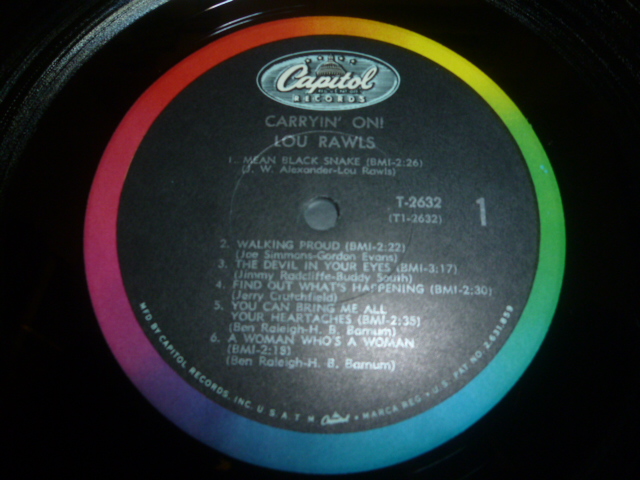 Capitol
RECORDS
CARRYIN' ON!
LOU RAWLS
1. MEAN BLACK SNAKE (BMI-2:26)
(J. W. Alexander-Lou Rawls)
T-2632
(T1-2632)
1
2. WALKING PROUD (BMI-2:22)
(Joe Simmons-Gordon Evans)
3. THE DEVIL IN YOUR EYES (BMI-3:17)
(Jimmy Radcliffe-Buddy Scott)
4. FIND OUT WHAT'S HAPPENING (BMI-2:30)
(Jerry Crutchfield)
5. YOU CAN BRING ME ALL
YOUR HEARTACHES (BMI-2:35)
(Ben Raleigh-H. B. Barnum)
6. A WOMAN WHO'S A WOMAN
(BMI-2:15)
(Ben Raleigh-H. B. Barnum)
MFD BY CAPITOL RECORDS, INC. U.S.A. T M Capitol • MARCA REG • U.S. PAT. NO. 2,631,859